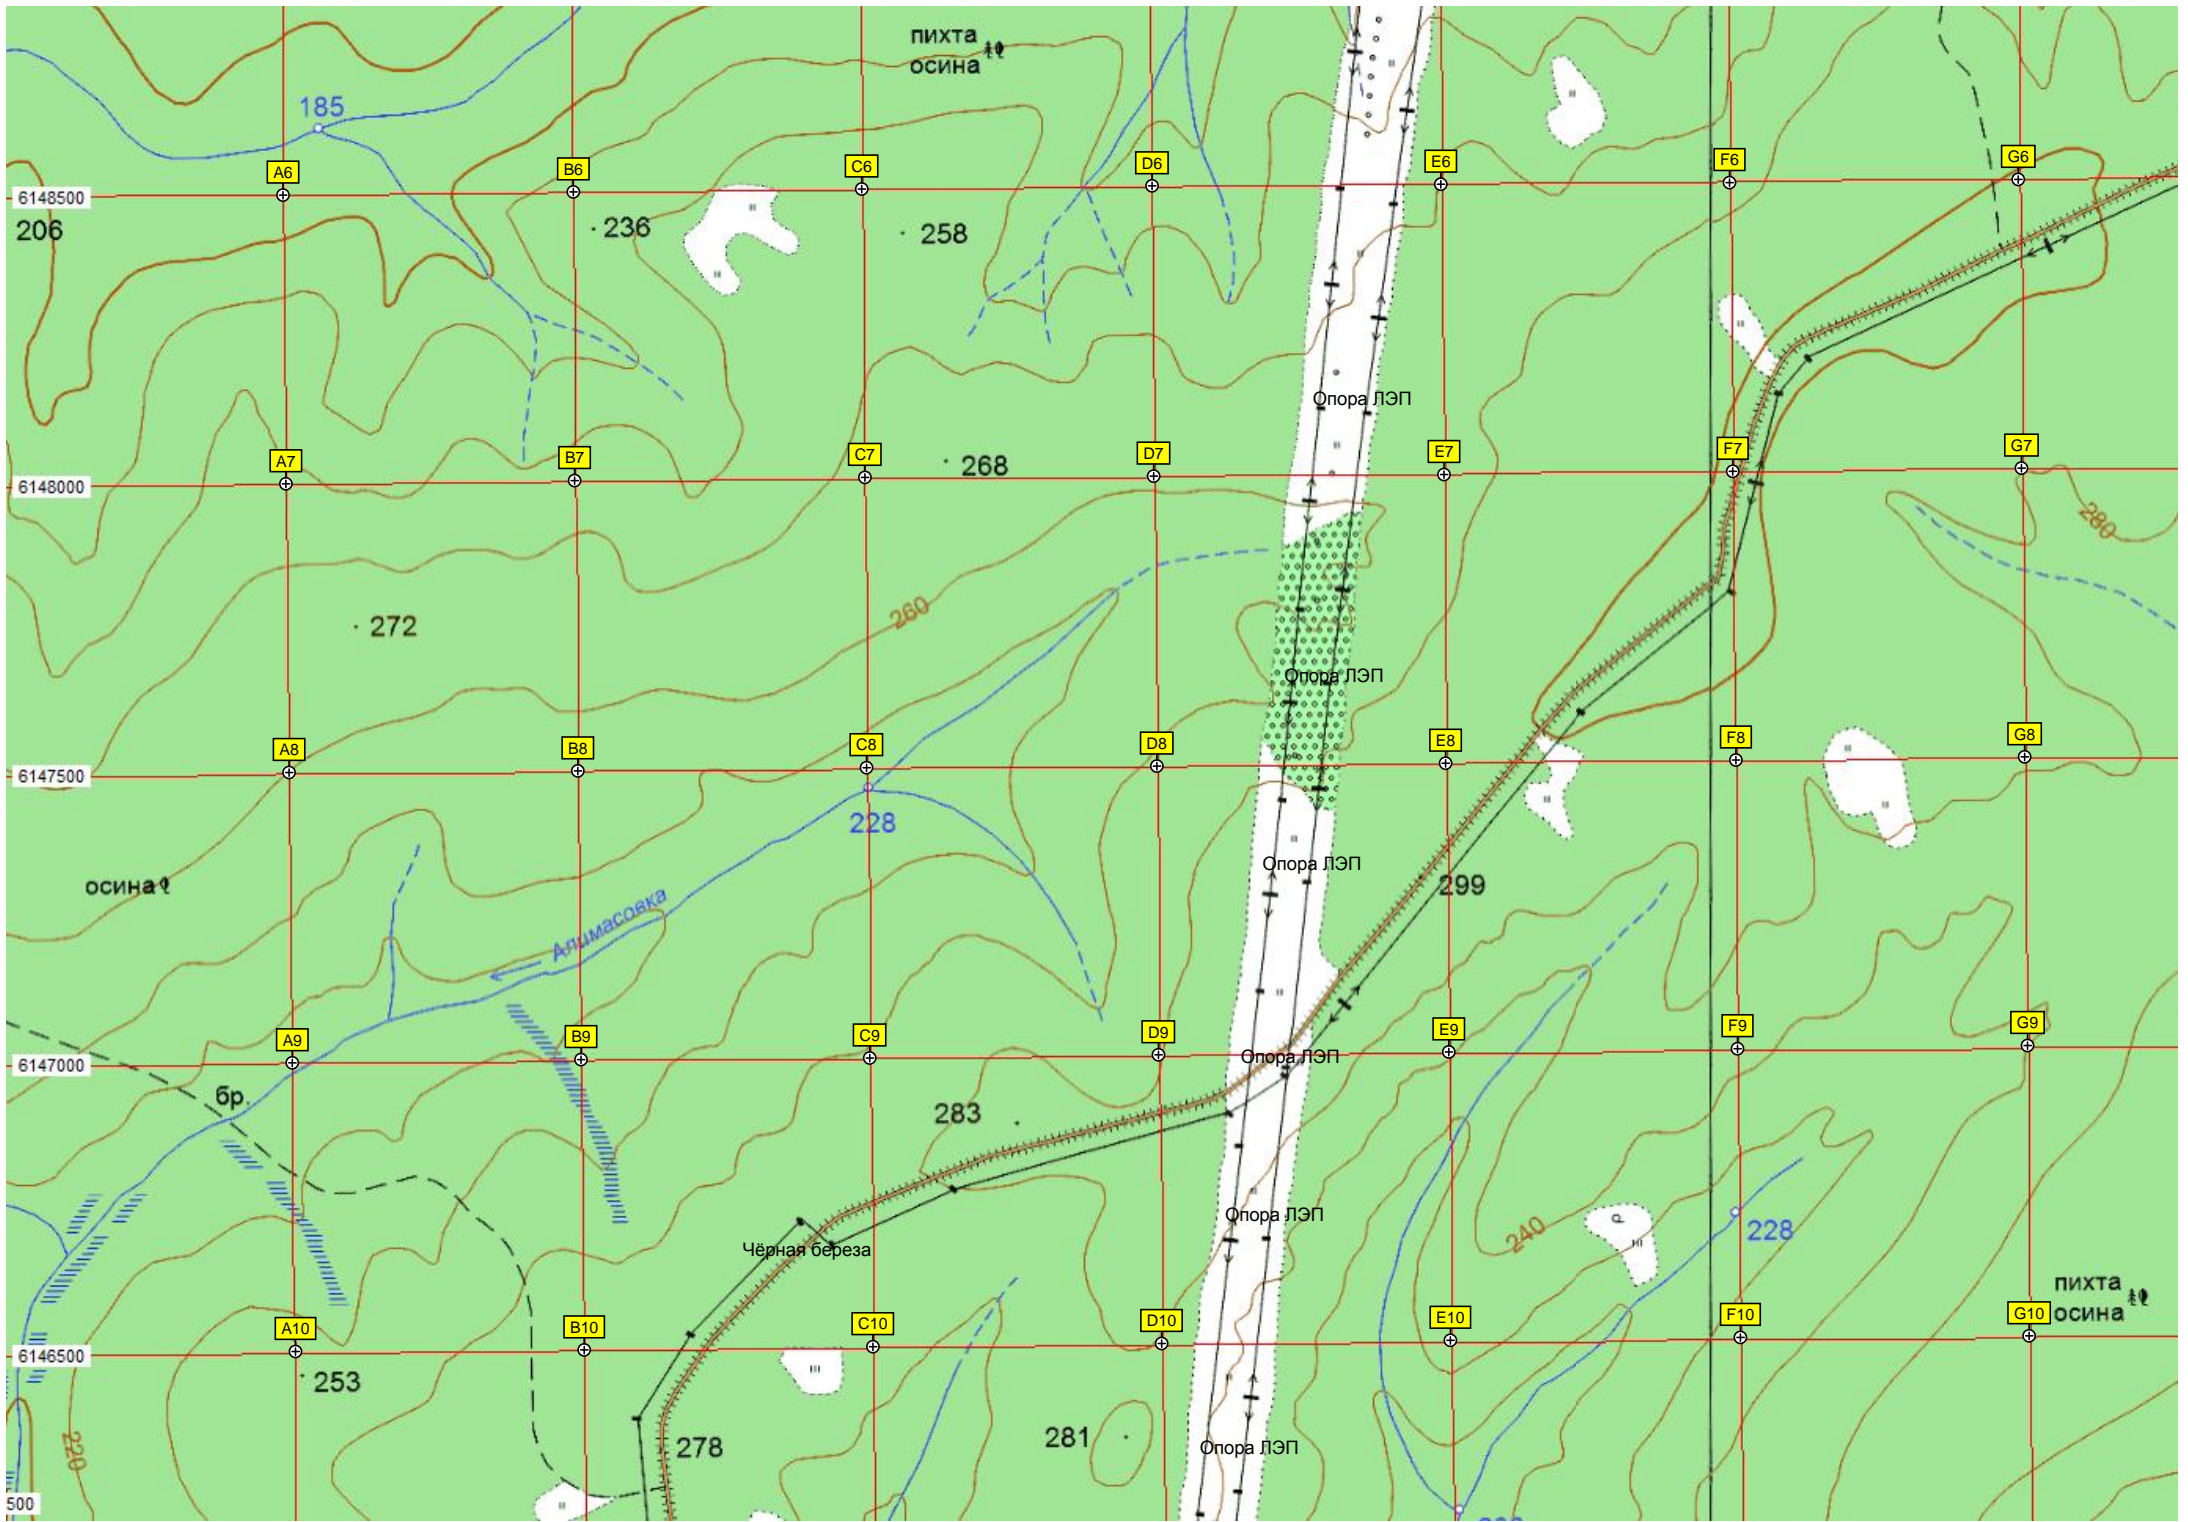 пихта
осина
185
A6
B6
C6
D6
E6
F6
G6
6148500
206
236
258
Опора ЛЭП
A7
B7
C7
D7
E7
F7
G7
268
6148000
280
260
272
Опора ЛЭП
A8
B8
C8
D8
E8
F8
G8
6147500
228
Опора ЛЭП
осина
299
Алимасовка
A9
B9
C9
D9
E9
F9
G9
6147000
Опора ЛЭП
бр.
283
Опора ЛЭП
240
228
Чёрная береза
пихта
осина
A10
B10
C10
D10
E10
F10
G10
6146500
253
220
278
281
Опора ЛЭП
500